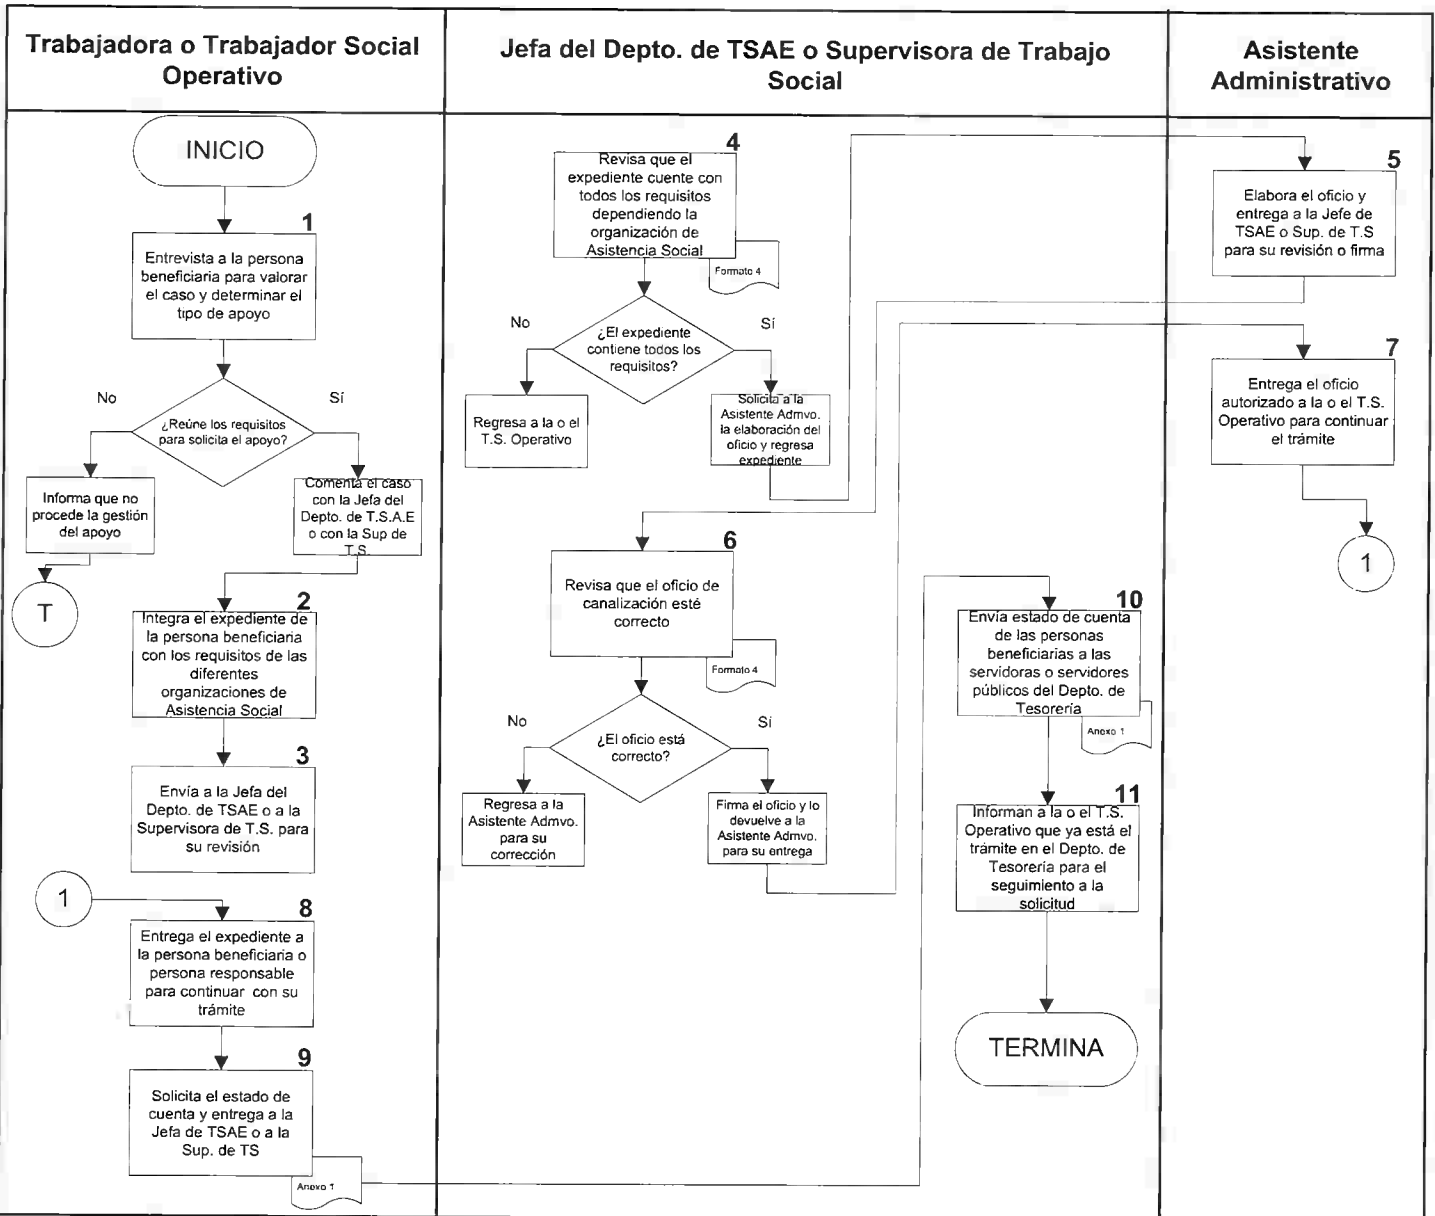 Trabajadora o Trabajador Social
Operativo
Jefa del Depto. de TSAE o Supervisora de Trabajo
Social
Asistente
Administrativo
INICIO
1
Entrevista a la persona
beneficiaria para valorar
el caso y determinar el
tipo de apoyo
No
Sí
¿Reúne los requisitos
para solicita el apoyo?
Informa que no
procede la gestión
del apoyo
Comenta el caso
con la Jefa del
Depto. de T.S.A.E
o con la Sup de
T.S.
T
2
Integra el expediente de
la persona beneficiaria
con los requisitos de las
diferentes
organizaciones de
Asistencia Social
3
Envía a la Jefa del
Depto. de TSAE o a la
Supervisora de T.S. para
su revisión
1
8
Entrega el expediente a
la persona beneficiaria o
persona responsable
para continuar con su
trámite
9
Solicita el estado de
cuenta y entrega a la
Jefa de TSAE o a la
Sup. de TS
Anexo 1
4
Revisa que el
expediente cuente con
todos los requisitos
dependiendo la
organización de
Asistencia Social
Formato 4
No
Sí
¿El expediente
contiene todos los
requisitos?
Regresa a la o el
T.S. Operativo
Solicita a la
Asistente Admvo.
la elaboración del
oficio y regresa
expediente
6
Revisa que el oficio de
canalización esté
correcto
Formato 4
No
Sí
¿El oficio está
correcto?
Regresa a la
Asistente Admvo.
para su
corrección
Firma el oficio y lo
devuelve a la
Asistente Admvo.
para su entrega
10
Envía estado de cuenta
de las personas
beneficiarias a las
servidoras o servidores
públicos del Depto. de
Tesorería
Anexo 1
11
Informan a la o el T.S.
Operativo que ya está el
trámite en el Depto. de
Tesorería para el
seguimiento a la
solicitud
TERMINA
5
Elabora el oficio y
entrega a la Jefe de
TSAE o Sup. de T.S
para su revisión o firma
7
Entrega el oficio
autorizado a la o el T.S.
Operativo para continuar
el trámite
1